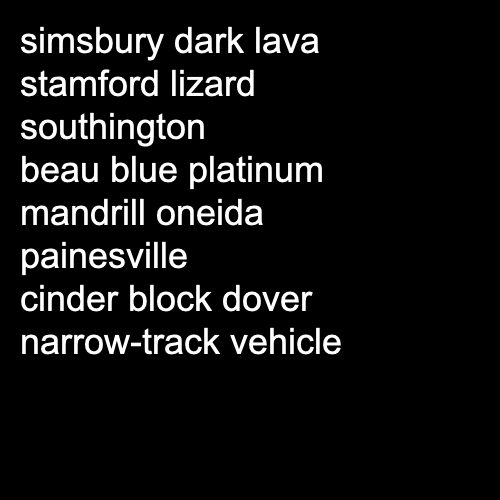 simsbury dark lava
stamford lizard
southington
beau blue platinum
mandrill oneida
painesville
cinder block dover
narrow-track vehicle